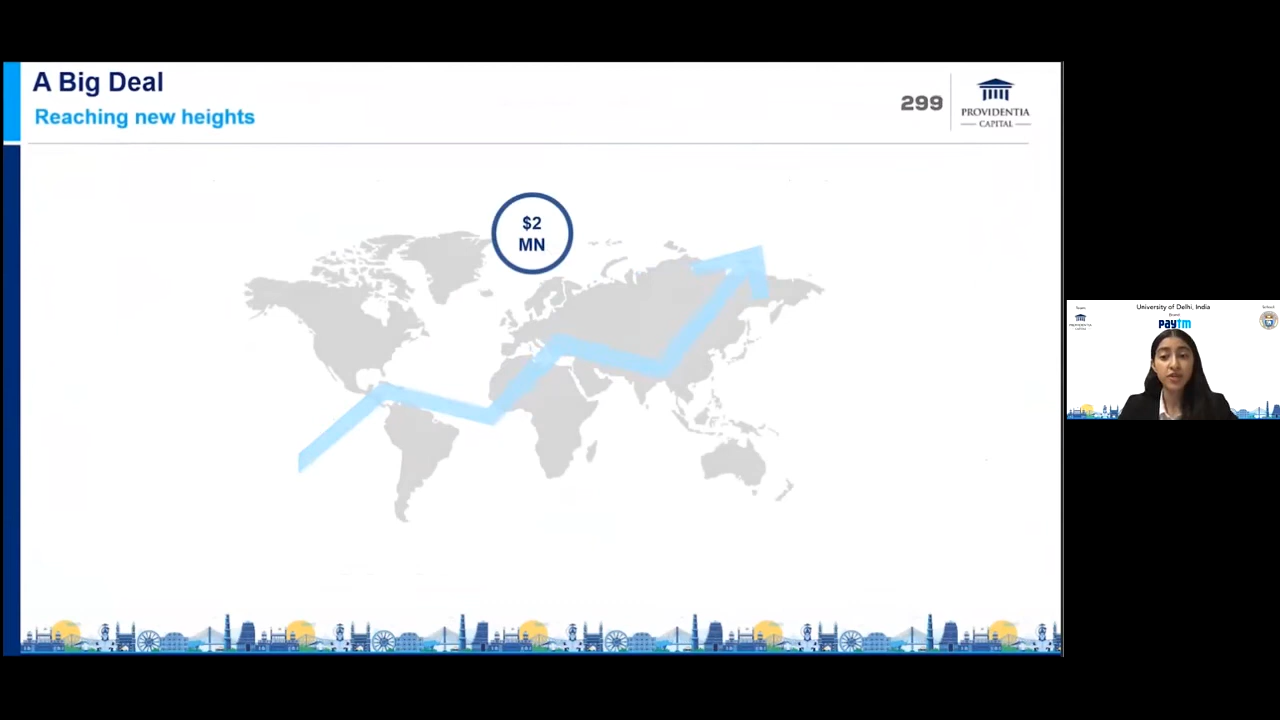 A Big Deal
Reaching new heights
299
PROVIDENTIA
CAPITAL
$2
MN
University of Delhi, India
paytm